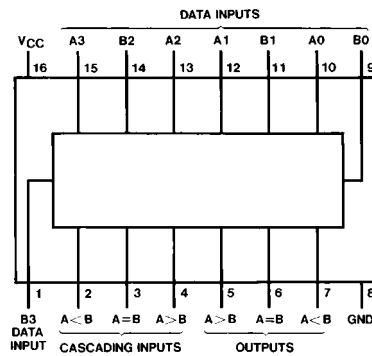 DATA INPUTS
VCC A3 B2 A2 A1 B1 A0 B0
16 15 14 13 12 11 10 9
1 2 3 4 5 6 7 8
B3 A<B A=B A>B A>B A=B A<B GND
DATA
INPUT CASCADING INPUTS OUTPUTS